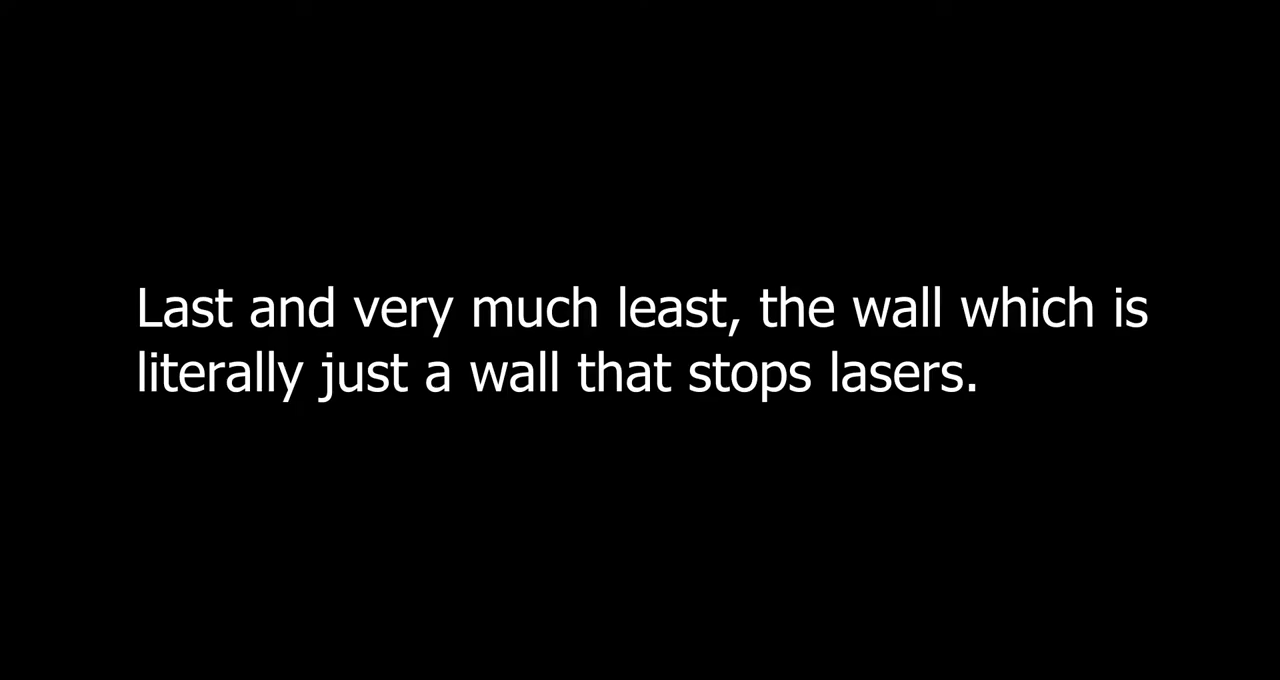 Last and very much least, the wall which is
literally just a wall that stops lasers.